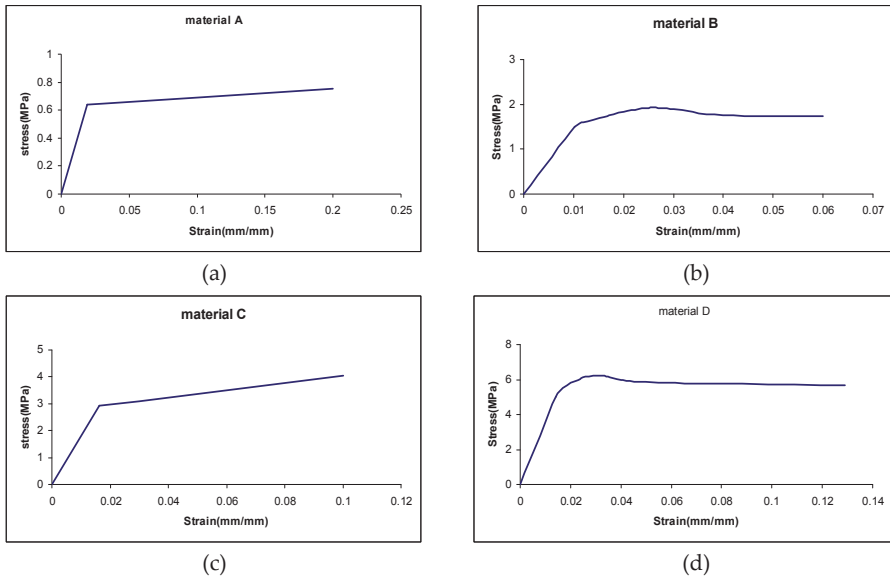 material A
stress(MPa)
1
0.8
0.6
0.4
0.2
0
0 0.05 0.1 0.15 0.2 0.25
Strain(mm/mm)
(a)
material B
Stress(MPa)
3
2
1
0
0 0.01 0.02 0.03 0.04 0.05 0.06 0.07
Strain(mm/mm)
(b)
material C
stress(MPa)
5
4
3
2
1
0
0 0.02 0.04 0.06 0.08 0.1 0.12
Strain(mm/mm)
(c)
material D
Stress(MPa)
8
6
4
2
0
0 0.02 0.04 0.06 0.08 0.1 0.12 0.14
Strain(mm/mm)
(d)